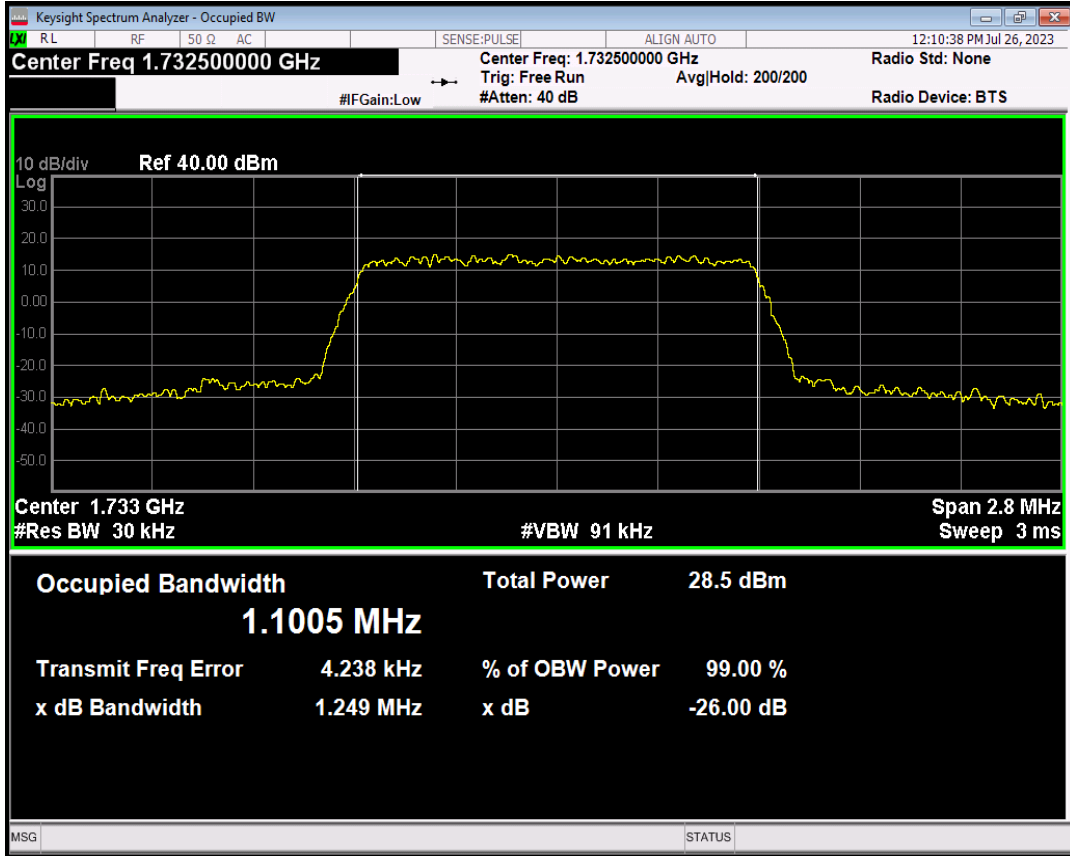 Keysight Spectrum Analyzer - Occupied BW
LXI RL RF 50 Ω AC SENSE:PULSE ALIGN AUTO 12:10:38 PM Jul 26, 2023
Center Freq 1.732500000 GHz
Center Freq: 1.732500000 GHz
Radio Std: None
Trig: Free Run Avg|Hold: 200/200
#IFGain:Low #Atten: 40 dB Radio Device: BTS
10 dB/div Ref 40.00 dBm
Log
30.0
20.0
10.0
0.00
-10.0
-20.0
-30.0
-40.0
-50.0
Center 1.733 GHz Span 2.8 MHz
#Res BW 30 kHz #VBW 91 kHz Sweep 3 ms
Occupied Bandwidth Total Power 28.5 dBm
1.1005 MHz
Transmit Freq Error 4.238 kHz % of OBW Power 99.00 %
x dB Bandwidth 1.249 MHz x dB -26.00 dB
MSG STATUS